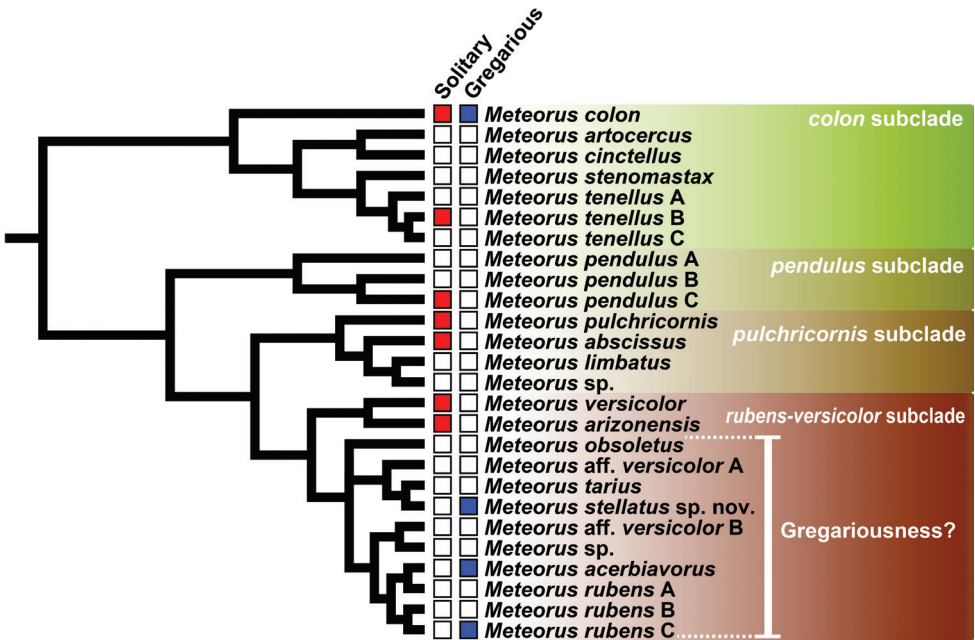 Solitary
Gregarious
Meteorus colon
colon subclade
Meteorus artocercus
Meteorus cinctellus
Meteorus stenomastax
Meteorus tenellus A
Meteorus tenellus B
Meteorus tenellus C
Meteorus pendulus A
pendulus subclade
Meteorus pendulus B
Meteorus pendulus C
Meteorus pulchricornis
pulchricornis subclade
Meteorus abscissus
Meteorus limbatus
Meteorus sp.
Meteorus versicolor
rubens-versicolor subclade
Meteorus arizonensis
Meteorus obsoletus
Meteorus aff. versicolor A
Meteorus tarius
Meteorus stellatus sp. nov.
Meteorus aff. versicolor B
Gregariousness?
Meteorus sp.
Meteorus acerbiavorus
Meteorus rubens A
Meteorus rubens B
Meteorus rubens C